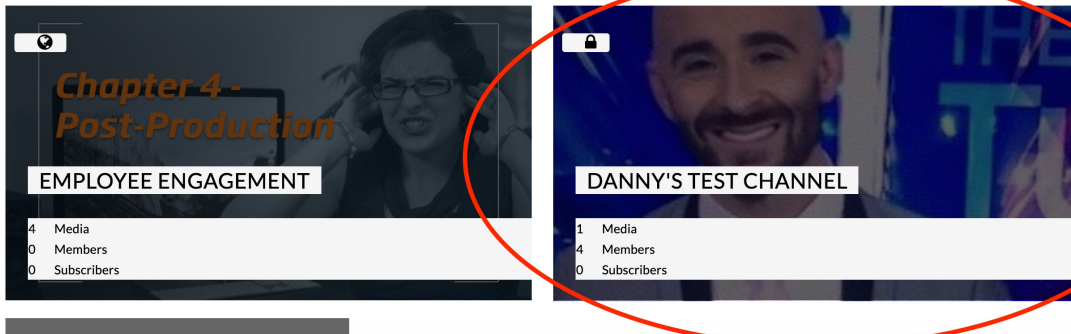 Chapter 4 -
Post-Production
EMPLOYEE ENGAGEMENT
4 Media
0 Members
0 Subscribers
THE
DANNY'S TEST CHANNEL
1 Media
4 Members
0 Subscribers